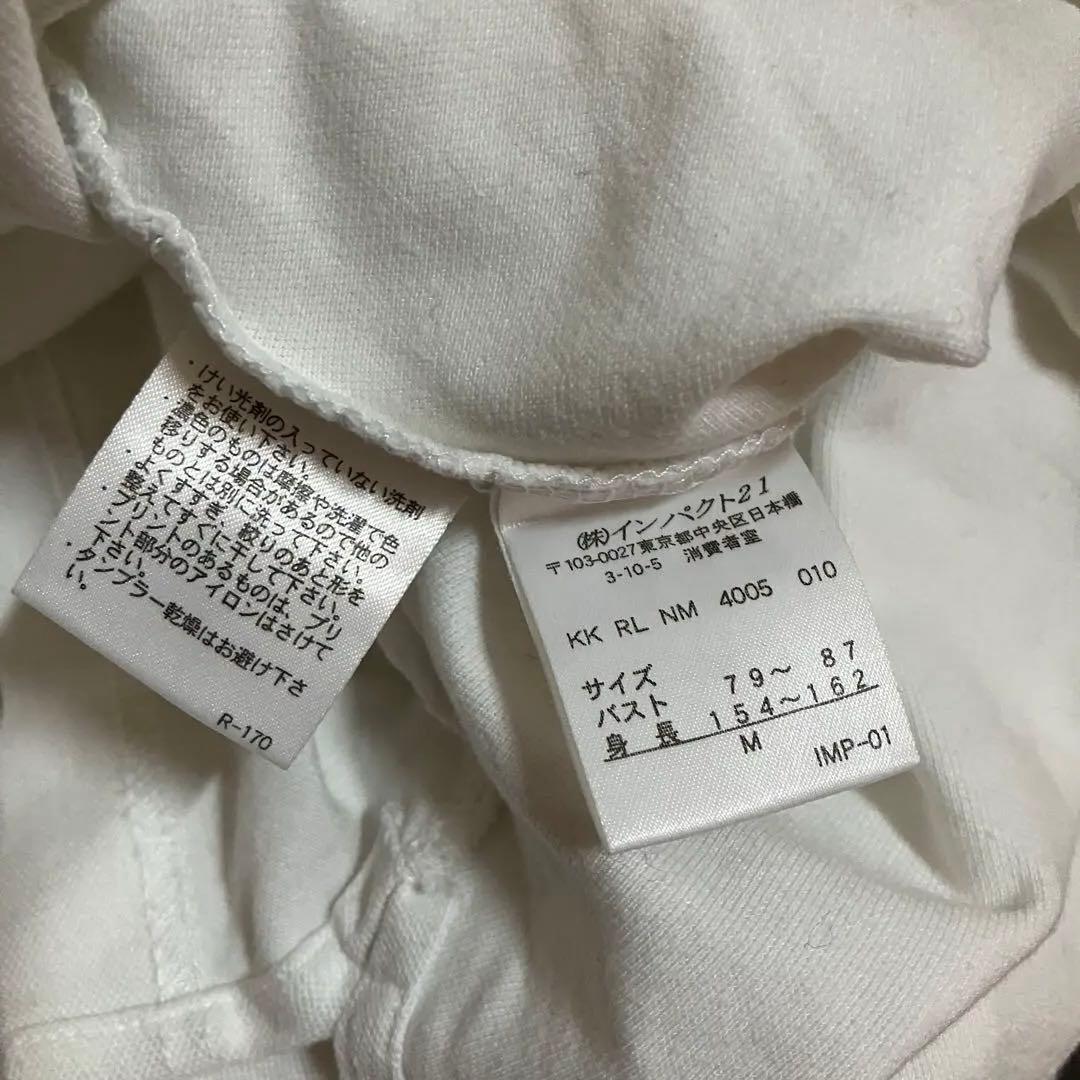 ・けい光剤の入っていない洗剤
をお使い下さい。
・濃色のものは摩擦や洗濯で色
移りする場合があるので他の
ものとは別に洗って下さい。
・よくすすぎ、絞りのあと形を
整えてすぐに干して下さい。
・プリントのあるものは、プリ
ント部分のアイロンはさけて
下さい。
・タンブラー乾燥はお避け下さ
い。
R-170
(株)インパクト21
〒103-0027東京都中央区日本橋
3-10-5 消費者室
KK RL NM 4005 010
サイズ
バスト 79～ 87
身 長 154～162
M
IMP-01